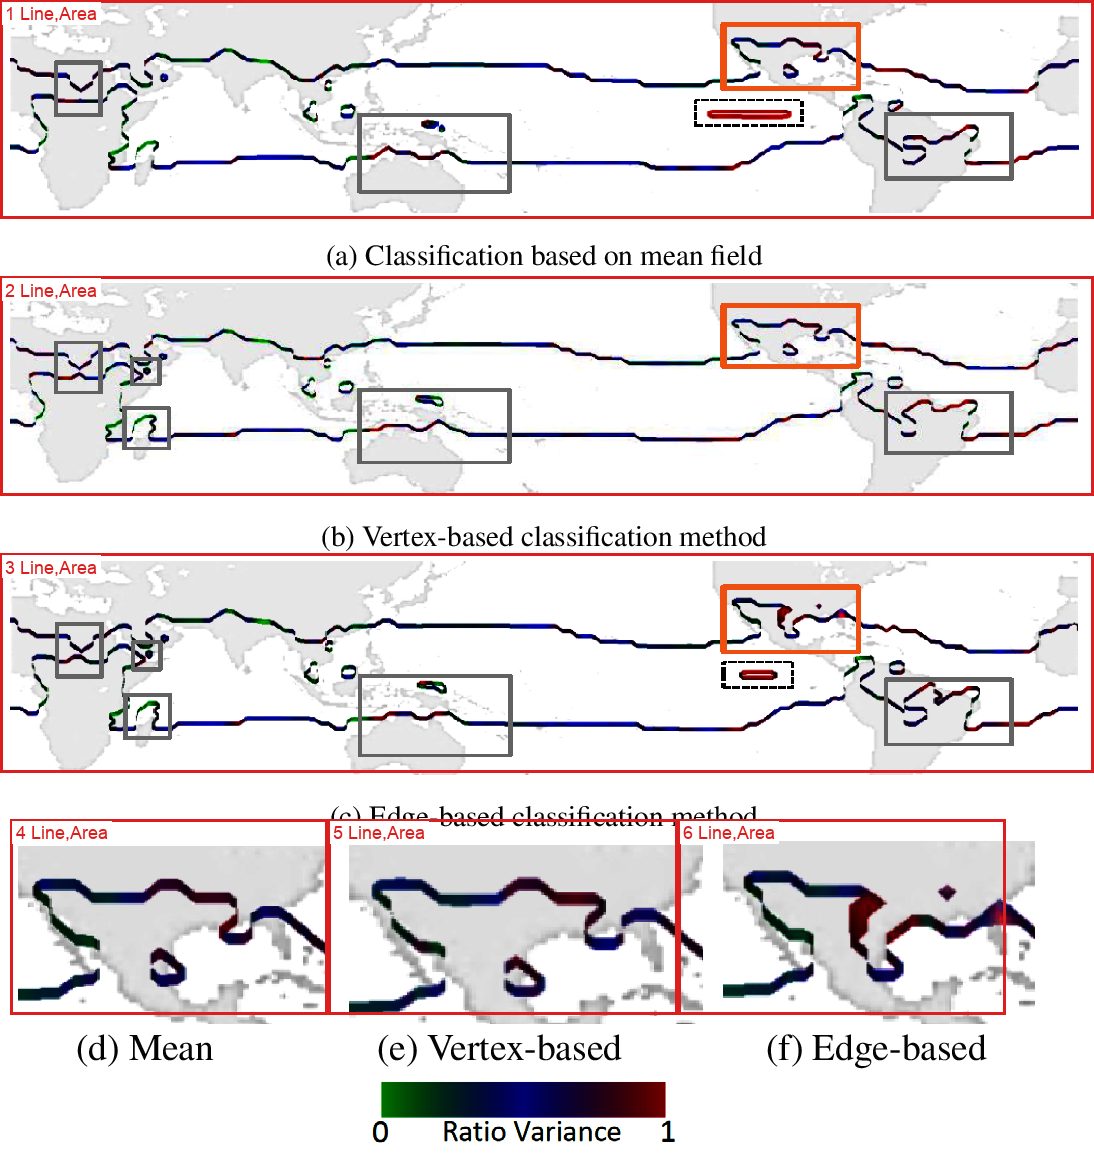 1 Line,Area
(a) Classification based on mean field
2 Line,Area
(b) Vertex-based classification method
3 Line,Area
(c) Edge-based classification method
4 Line,Area
5 Line,Area
6 Line,Area
(d) Mean
(e) Vertex-based
(f) Edge-based
0 Ratio Variance 1